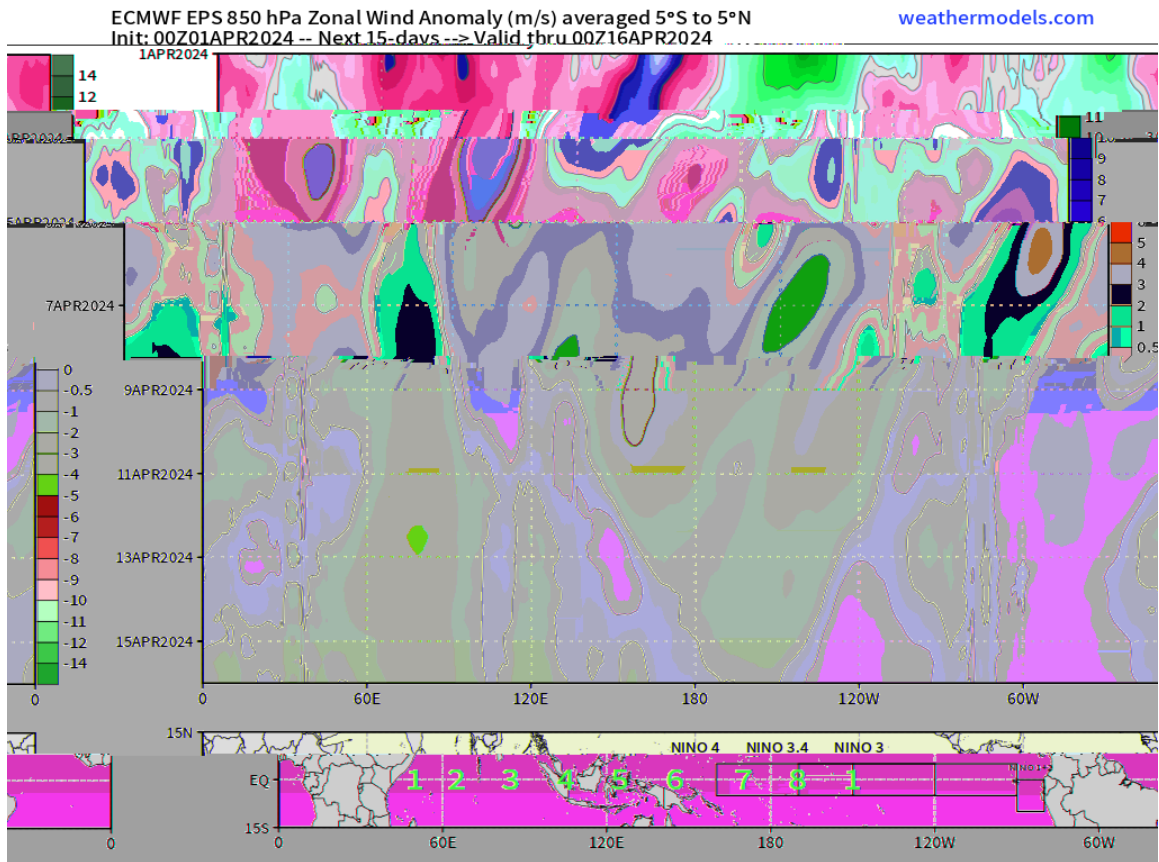 ECMWF EPS 850 hPa Zonal Wind Anomaly (m/s) averaged 5°S to 5°N
weathermodels.com
Init: 00Z01APR2024 -- Next 15-days --> Valid thru 00Z16APR2024
1APR2024
14
12
11
10
9
8
7
6
5
4
3
2
1
0.5
7APR2024
0
-0.5
-1
-2
-3
-4
-5
-6
-7
-8
-9
-10
-11
-12
-14
9APR2024
11APR2024
13APR2024
15APR2024
0
0
60E
120E
180
120W
60W
15N
NINO 4
NINO 3.4
NINO 3
EQ
1 2 3 4 5 6 7 8 1
15S
0
0
60E
120E
180
120W
60W